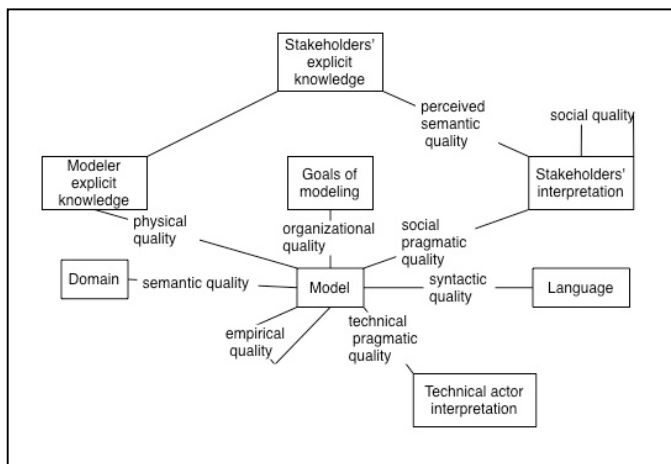 Stakeholders'
explicit
knowledge
perceived
semantic
quality
social quality
Modeler
explicit
knowledge
Goals of
modeling
Stakeholders'
interpretation
physical
quality
organizational
quality
social
pragmatic
quality
Domain
semantic quality
Model
syntactic
quality
Language
empirical
quality
technical
pragmatic
quality
Technical actor
interpretation